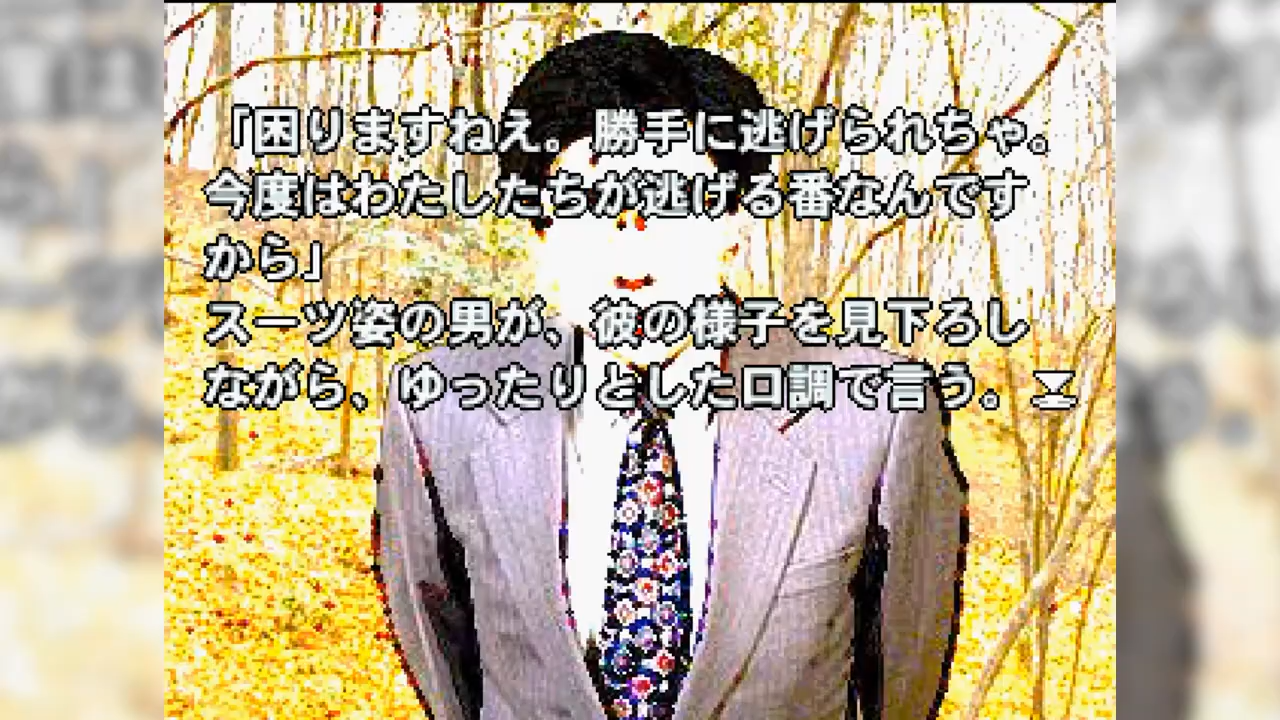 「困りますねえ。勝手に逃げられちゃ。
今度はわたしたちが逃げる番なんです
から」
スーツ姿の男が、彼の様子を見下ろし
ながら、ゆったりとした口調で言う。